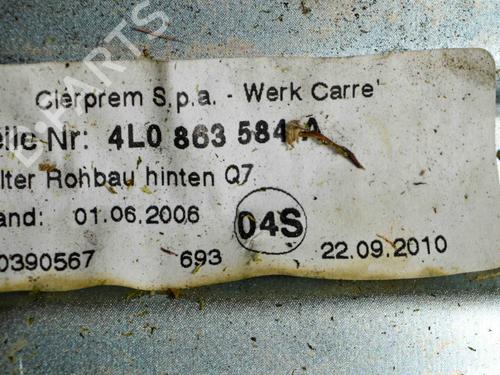 Cierprem S.p.a. - Werk Carre'
eile Nr: 4L0 863 584 A
lter Rohbau hinten Q7
and: 01.06.2006 04S
0390567 693 22.09.2010